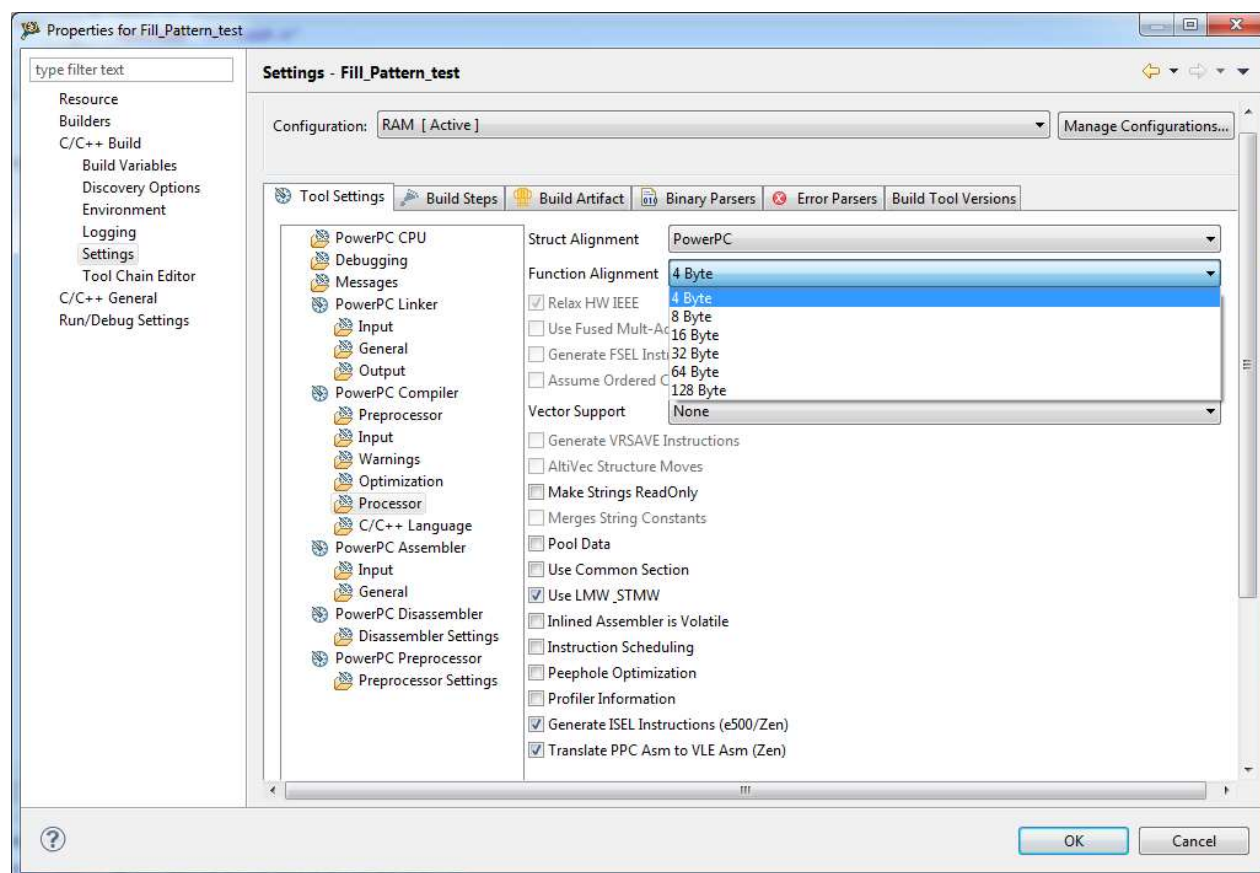 Properties for Fill_Pattern_test
type filter text
Resource
Builders
C/C++ Build
Build Variables
Discovery Options
Environment
Logging
Settings
Tool Chain Editor
C/C++ General
Run/Debug Settings
Settings - Fill_Pattern_test
Configuration: RAM [ Active ] Manage Configurations...
Tool Settings Build Steps Build Artifact Binary Parsers Error Parsers Build Tool Versions
PowerPC CPU
Debugging
Messages
PowerPC Linker
Input
General
Output
PowerPC Compiler
Preprocessor
Input
Warnings
Optimization
Processor
C/C++ Language
PowerPC Assembler
Input
General
PowerPC Disassembler
Disassembler Settings
PowerPC Preprocessor
Preprocessor Settings
Struct Alignment PowerPC
Function Alignment 4 Byte
4 Byte
8 Byte
16 Byte
32 Byte
64 Byte
128 Byte
Relax HW IEEE
Use Fused
Generate FSEL
Assume Ordered
Vector Support None
Generate VRSAVE Instructions
AltiVec Structure Moves
Make Strings ReadOnly
Merges String Constants
Pool Data
Use Common Section
Use LMW _STMW
Inlined Assembler is Volatile
Instruction Scheduling
Peephole Optimization
Profiler Information
Generate ISEL Instructions (e500/Zen)
Translate PPC Asm to VLE Asm (Zen)
OK Cancel